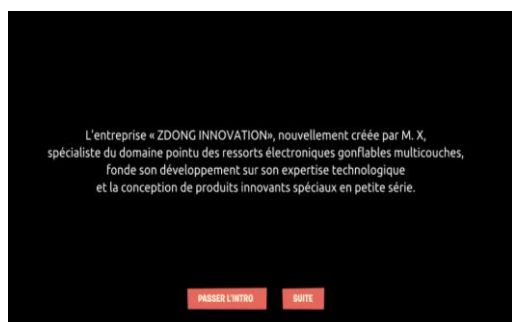 L'entreprise « ZDONG INNOVATION», nouvellement créée par M. X,
spécialiste du domaine pointu des ressorts électroniques gonflables multicouches,
fonde son développement sur son expertise technologique
et la conception de produits innovants spéciaux en petite série.
PASSER L'INTRO SUITE